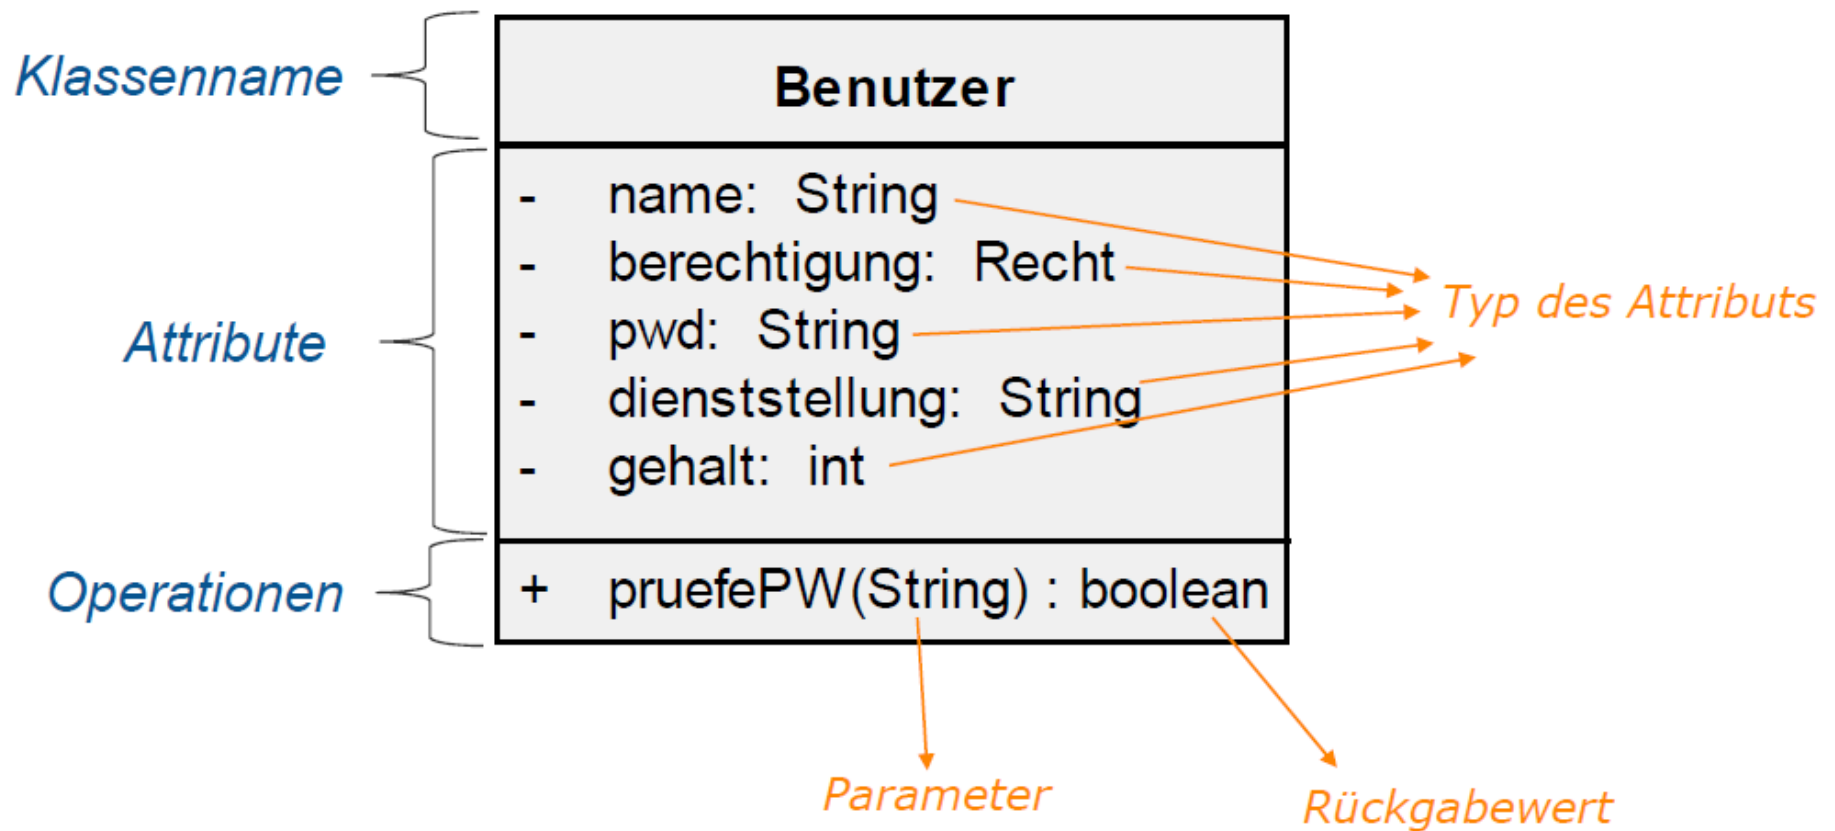 Klassenname
Benutzer
Attribute
- name: String
- berechtigung: Recht
- pwd: String
- dienststellung: String
- gehalt: int
Typ des Attributs
Operationen
+ pruefePW(String) : boolean
Parameter
Rückgabewert